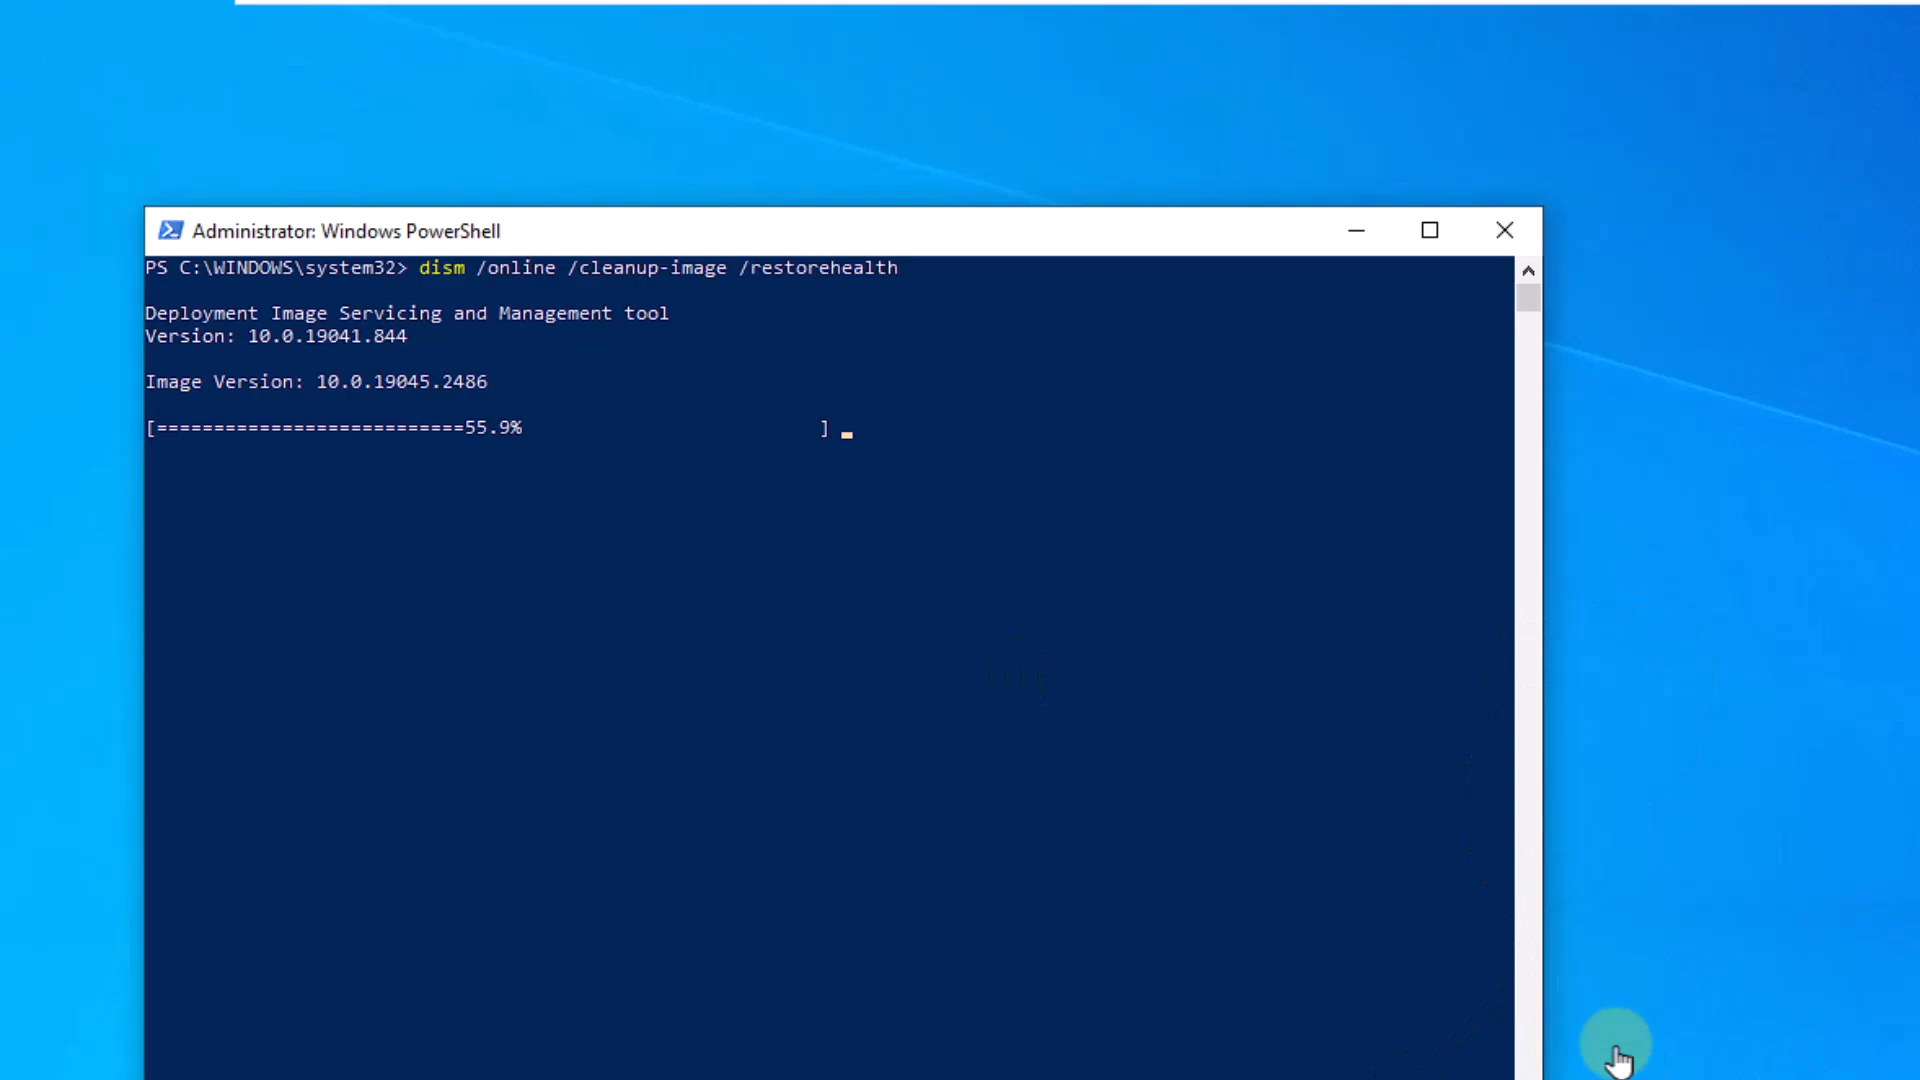 Administrator: Windows PowerShell
PS C:\WINDOWS\system32> dism /online /cleanup-image /restorehealth
Deployment Image Servicing and Management tool
Version: 10.0.19041.844
Image Version: 10.0.19045.2486
[===========================55.9%                          ]